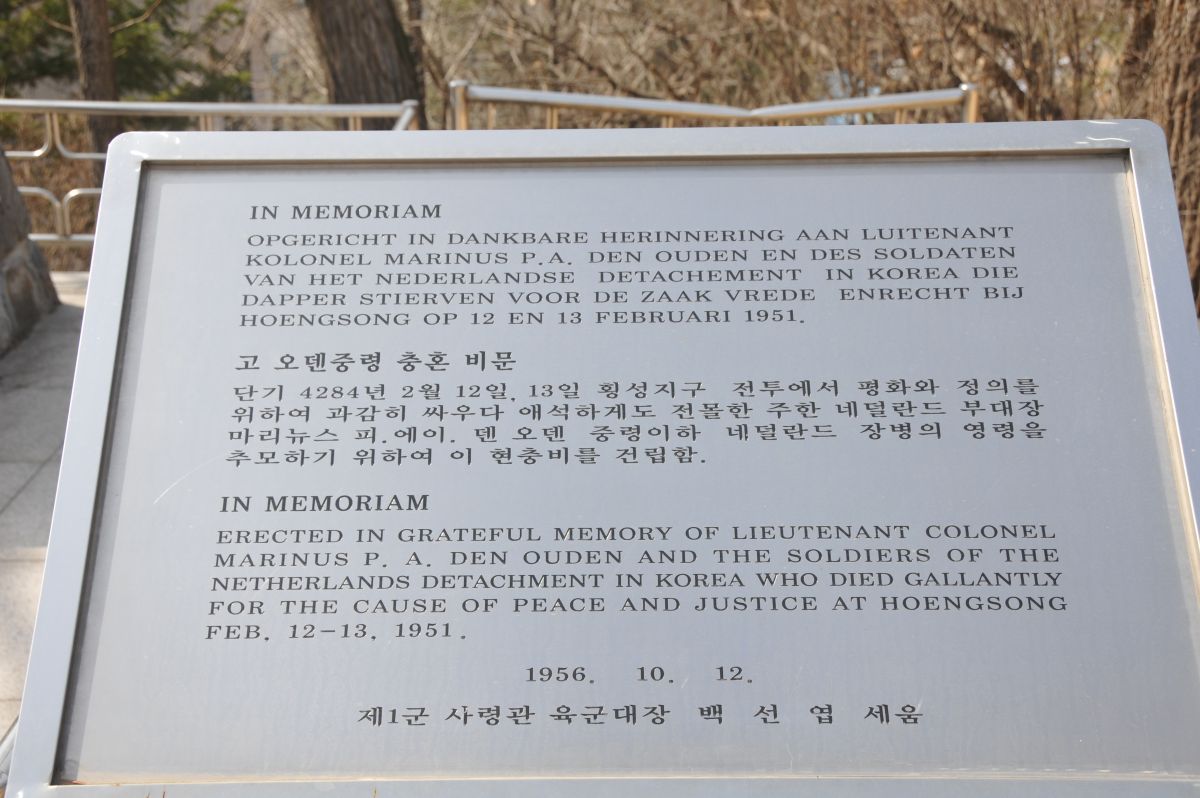 IN MEMORIAM
OPGERICHT IN DANKBARE HERINNERING AAN LUITENANT
KOLONEL MARINUS P.A. DEN OUDEN EN DES SOLDATEN
VAN HET NEDERLANDSE DETACHEMENT IN KOREA DIE
DAPPER STIERVEN VOOR DE ZAAK VREDE ENRECHT BIJ
HOENGSONG OP 12 EN 13 FEBRUARI 1951.
고 오덴중령 충혼 비문
단기 4284년 2월 12일, 13일 횡성지구 전투에서 평화와 정의를
위하여 과감히 싸우다 애석하게도 전몰한 주한 네덜란드 부대장
마리뉴스 피.에이. 덴 오덴 중령이하 네덜란드 장병의 영령을
추모하기 위하여 이 현충비를 건립함.
IN MEMORIAM
ERECTED IN GRATEFUL MEMORY OF LIEUTENANT COLONEL
MARINUS P. A. DEN OUDEN AND THE SOLDIERS OF THE
NETHERLANDS DETACHMENT IN KOREA WHO DIED GALLANTLY
FOR THE CAUSE OF PEACE AND JUSTICE AT HOENGSONG
FEB. 12-13, 1951.
1956. 10. 12.
제1군 사령관 육군대장 백 선 엽 세움